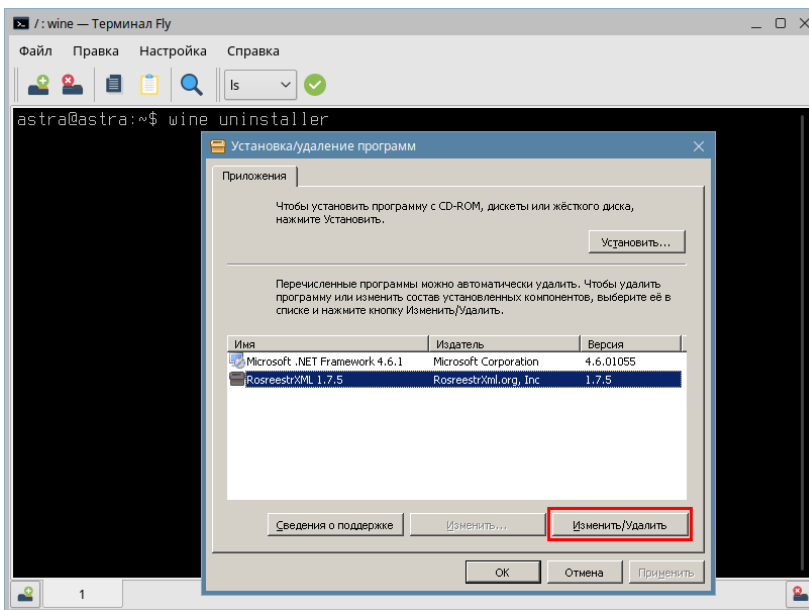 / : wine — Терминал Fly
Файл Правка Настройка Справка
ls
astra@astra:~$ wine uninstaller
Установка/удаление программ
Приложения
Чтобы установить программу с CD-ROM, дискеты или жёсткого диска,
нажмите Установить.
Установить...
Перечисленные программы можно автоматически удалить. Чтобы удалить
программу или изменить состав установленных компонентов, выберите её в
списке и нажмите кнопку Изменить/Удалить.
Имя Издатель Версия
Microsoft .NET Framework 4.6.1 Microsoft Corporation 4.6.01055
RosreestrXML 1.7.5 RosreestrXml.org, Inc 1.7.5
Сведения о поддержке Изменить... Изменить/Удалить
ОК Отмена Применить
1